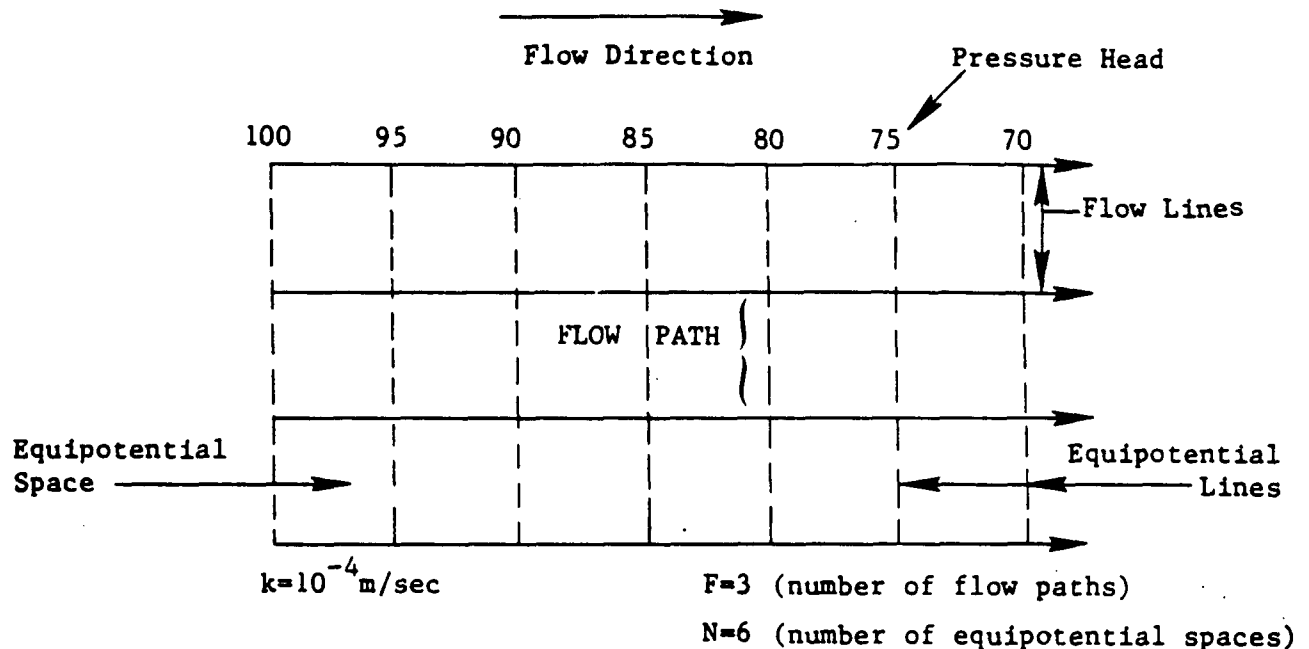 Flow Direction
Pressure Head
100 95 90 85 80 75 70
Flow Lines
FLOW PATH
Equipotential
Space
Equipotential
Lines
k=10⁻⁴m/sec
F=3 (number of flow paths)
N=6 (number of equipotential spaces)